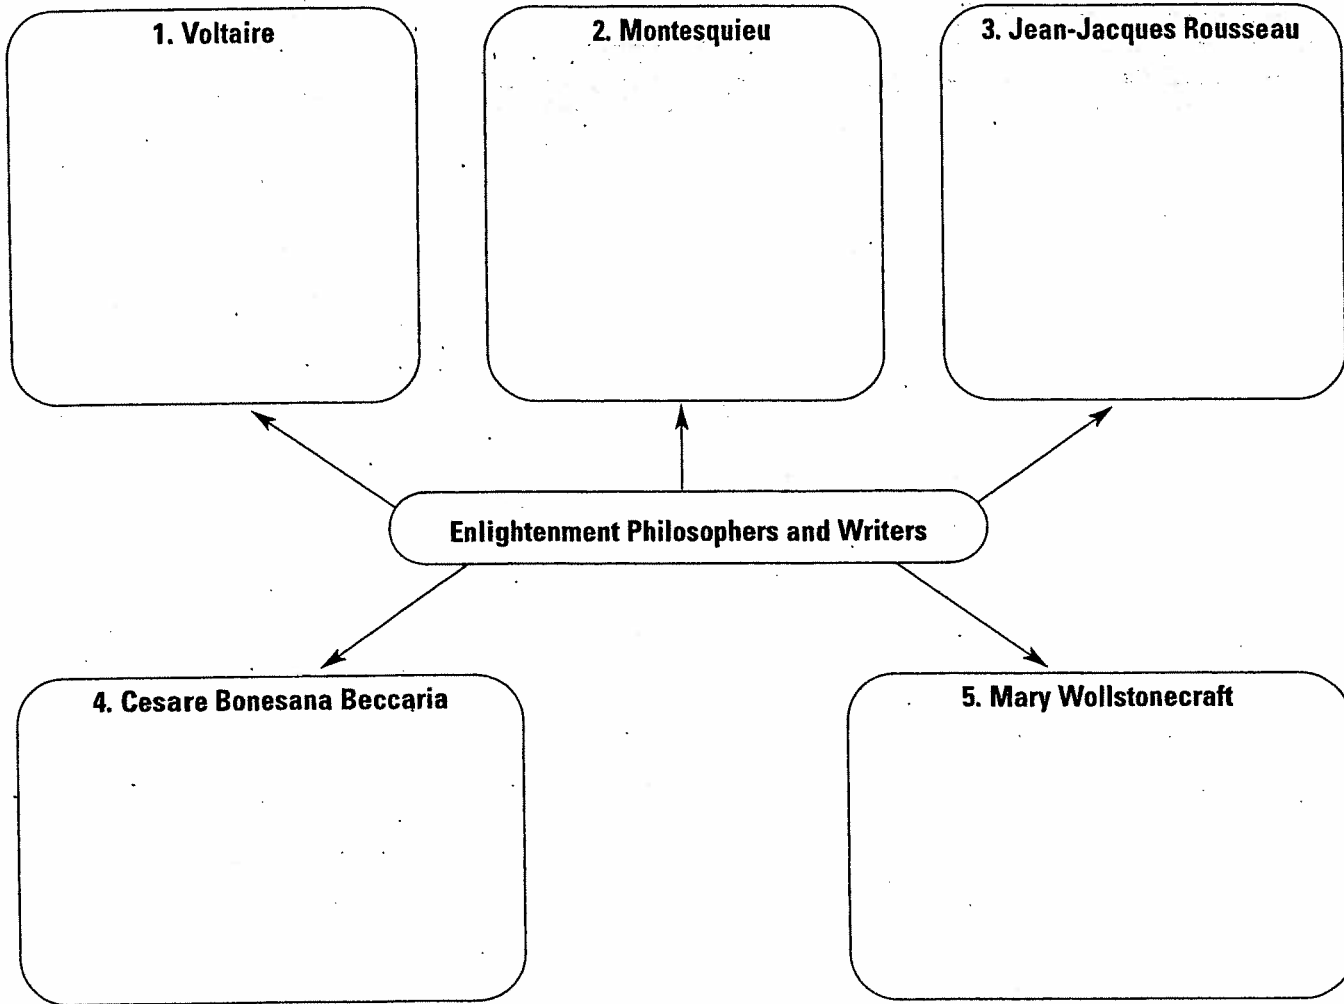 1. Voltaire
2. Montesquieu
3. Jean-Jacques Rousseau
Enlightenment Philosophers and Writers
4. Cesare Bonesana Beccaria
5. Mary Wollstonecraft